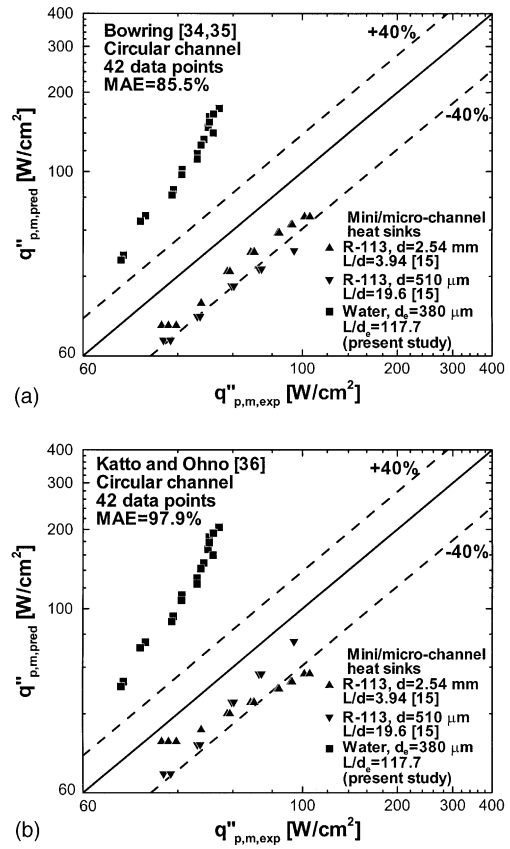 400
300
200
100
60
q"p,m,pred [W/cm2]
Bowring [34,35]
Circular channel
42 data points
MAE=85.5%
+40%
-40%
Mini/micro-channel
heat sinks
▲ R-113, d=2.54 mm
L/d=3.94 [15]
▼ R-113, d=510 μm
L/d=19.6 [15]
■ Water, de=380 μm
L/de=117.7
(present study)
60
100
200
300
400
(a)
q"p,m,exp [W/cm2]
400
300
200
100
60
q"p,m,pred [W/cm2]
Katto and Ohno [36]
Circular channel
42 data points
MAE=97.9%
+40%
-40%
Mini/micro-channel
heat sinks
▲ R-113, d=2.54 mm
L/d=3.94 [15]
▼ R-113, d=510 μm
L/d=19.6 [15]
■ Water, de=380 μm
L/de=117.7
(present study)
60
100
200
300
400
(b)
q"p,m,exp [W/cm2]